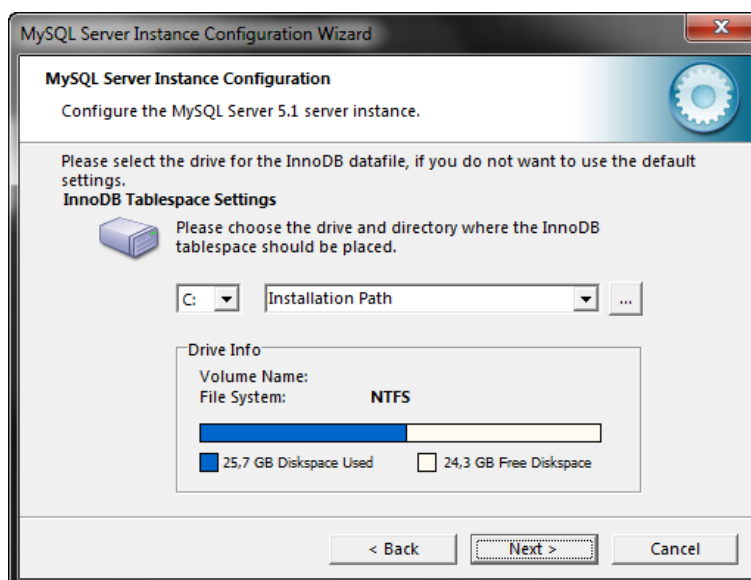 MySQL Server Instance Configuration Wizard
MySQL Server Instance Configuration
Configure the MySQL Server 5.1 server instance.
Please select the drive for the InnoDB datafile, if you do not want to use the default
settings.
InnoDB Tablespace Settings
Please choose the drive and directory where the InnoDB
tablespace should be placed.
C: Installation Path ...
Drive Info
Volume Name:
File System: NTFS
25,7 GB Diskspace Used 24,3 GB Free Diskspace
< Back Next > Cancel